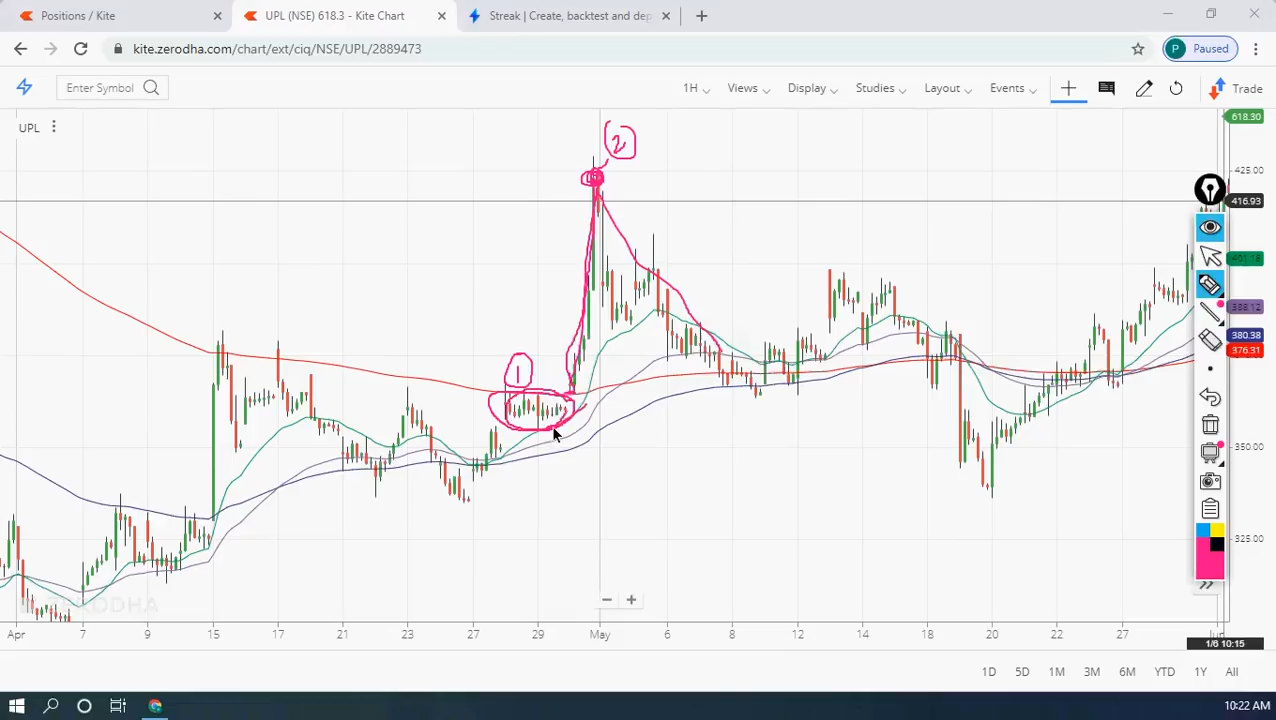 Positions / Kite
UPL (NSE) 618.3 - Kite Chart
Streak | Create, backtest and dep
kite.zerodha.com/chart/ext/ciq/NSE/UPL/2889473
P Paused
Enter Symbol
1H Views Display Studies Layout Events Trade
UPL
618.30
2
425.00
416.93
401.18
388.12
380.38
376.31
1
350.00
325.00
ZERODHA
Apr 7 9 15 17 21 23 27 29 May 6 8 12 14 18 20 22 27
1/6 10:15
1D 5D 1M 3M 6M YTD 1Y All
10:22 AM